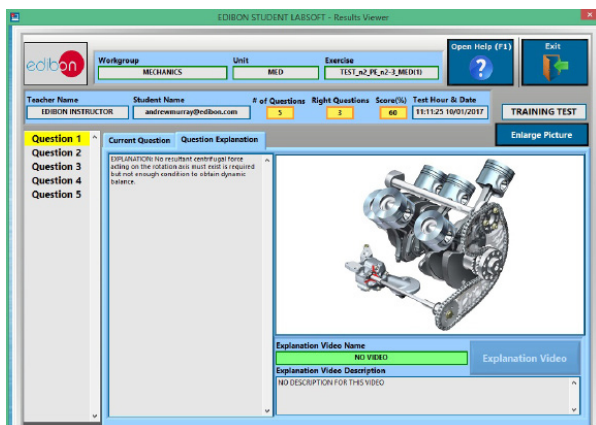 EDIBON STUDENT LABSOFT - Results Viewer
edibon
Workgroup Unit Exercise
MECHANICS MED TEST_n2_PE_n2-3_MED(1)
Open Help (F1) Exit
Teacher Name Student Name # of Questions Right Questions Score(%) Test Hour & Date
EDIBON INSTRUCTOR andrewmurray@edibon.com 5 3 60 11:11:25 10/01/2017 TRAINING TEST
Enlarge Picture
Question 1
Question 2
Question 3
Question 4
Question 5
Current Question Question Explanation
EXPLANATION: No resultant centrifugal force
acting on the rotation axis must exist is required
but not enough condition to obtain dynamic
balance.
Explanation Video Name
NO VIDEO
Explanation Video
Explanation Video Description
NO DESCRIPTION FOR THIS VIDEO